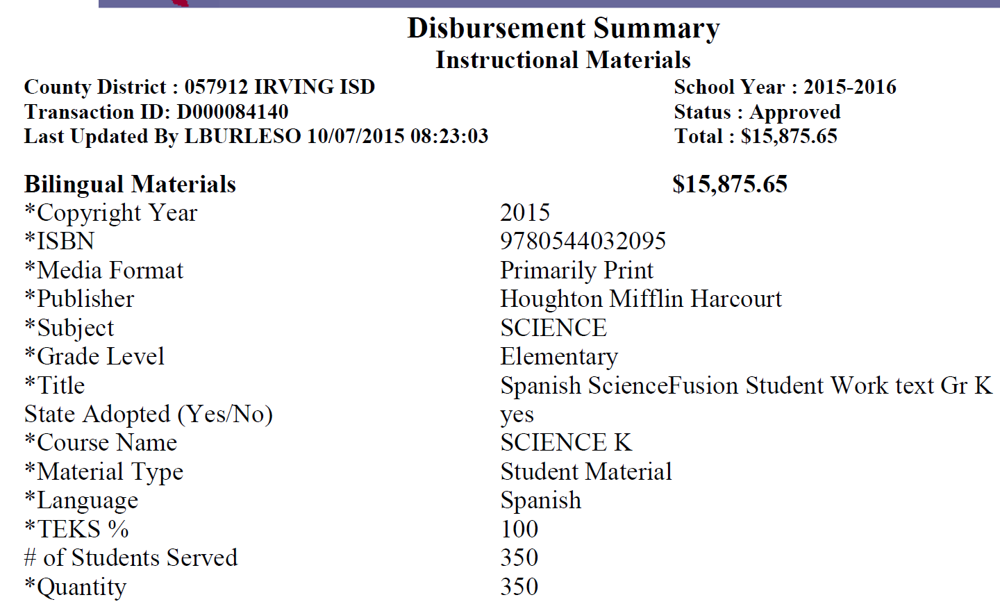 Disbursement Summary
Instructional Materials
County District : 057912 IRVING ISD School Year : 2015-2016
Transaction ID: D000084140 Status : Approved
Last Updated By LBURLESO 10/07/2015 08:23:03 Total : $15,875.65
Bilingual Materials $15,875.65
*Copyright Year 2015
*ISBN 9780544032095
*Media Format Primarily Print
*Publisher Houghton Mifflin Harcourt
*Subject SCIENCE
*Grade Level Elementary
*Title Spanish ScienceFusion Student Work text Gr K
State Adopted (Yes/No) yes
*Course Name SCIENCE K
*Material Type Student Material
*Language Spanish
*TEKS % 100
# of Students Served 350
*Quantity 350